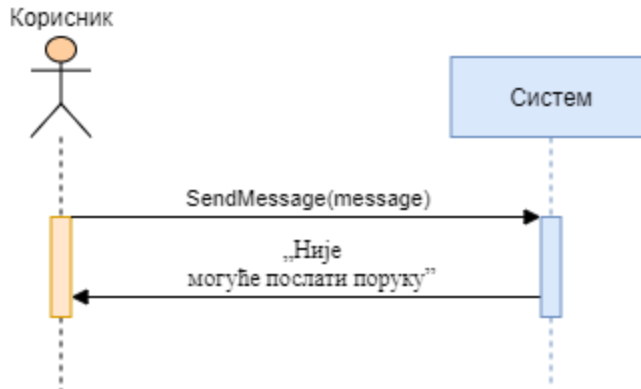 Корисник
Систем
SendMessage(message)
„Није
могуће послати поруку”